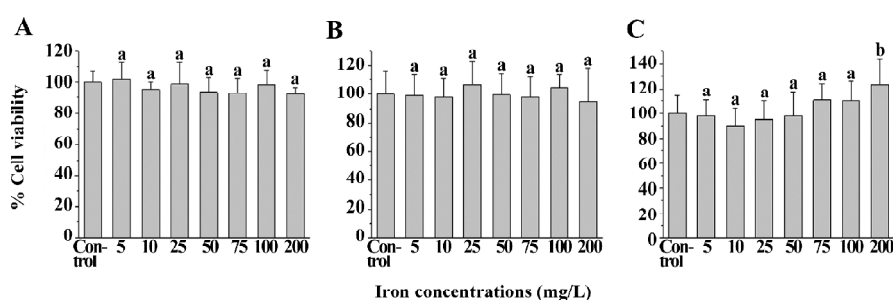 A
B
C
% Cell viability
120
100
80
60
40
20
0
a a a a a a a
Con-
trol 5 10 25 50 75 100 200
120
100
80
60
40
20
0
a a a a a a a
Con-
trol 5 10 25 50 75 100 200
140
120
100
80
60
40
20
0
a a a a a a b
Con-
trol 5 10 25 50 75 100 200
Iron concentrations (mg/L)